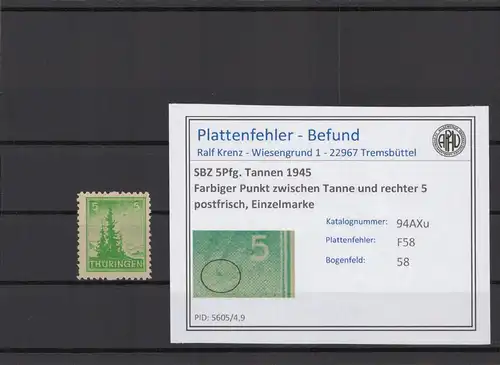 5 5
THÜRINGEN
Plattenfehler - Befund
Ralf Krenz - Wiesengrund 1 - 22967 Tremsbüttel
SBZ 5Pfg. Tannen 1945
Farbiger Punkt zwischen Tanne und rechter 5
postfrisch, Einzelmarke
Katalognummer: 94AXu
Plattenfehler: F58
Bogenfeld: 58
5
PID: 5605/4,9